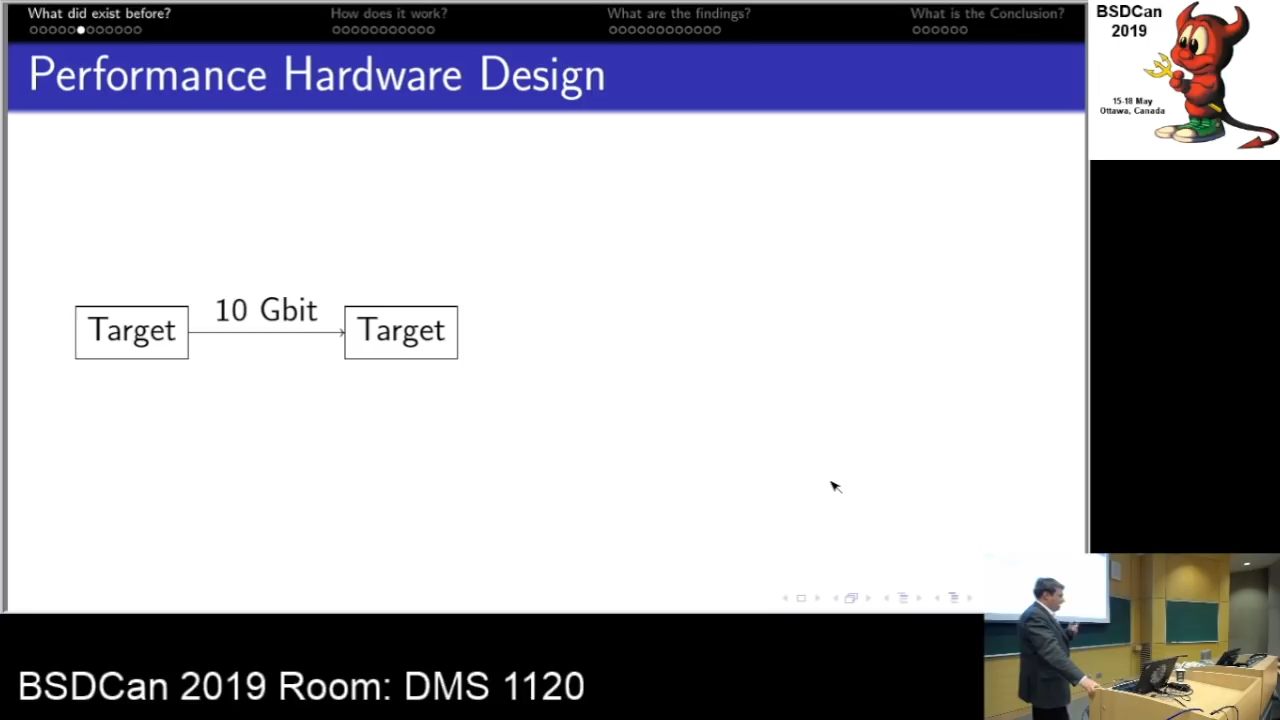 What did exist before?
How does it work?
What are the findings?
What is the Conclusion?
BSDCan
2019
15-18 May
Ottawa, Canada
Performance Hardware Design
Target
10 Gbit
Target
BSDCan 2019 Room: DMS 1120